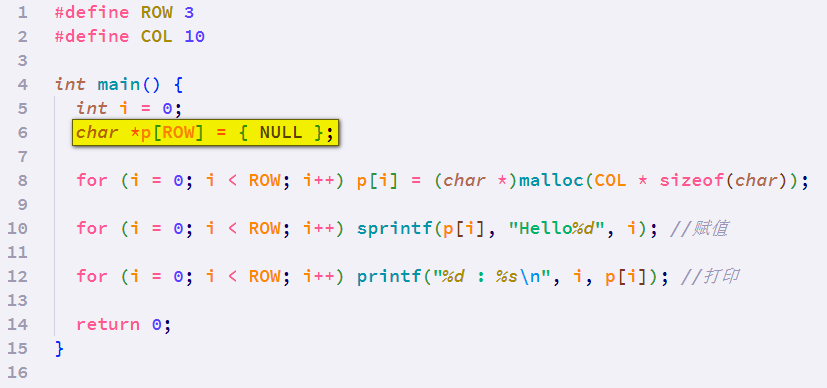 1 #define ROW 3
2 #define COL 10
3
4 int main() {
5 int i = 0;
6 char *p[ROW] = { NULL };
7
8 for (i = 0; i < ROW; i++) p[i] = (char *)malloc(COL * sizeof(char));
9
10 for (i = 0; i < ROW; i++) sprintf(p[i], "Hello%d", i); //赋值
11
12 for (i = 0; i < ROW; i++) printf("%d : %s\n", i, p[i]); //打印
13
14 return 0;
15 }
16